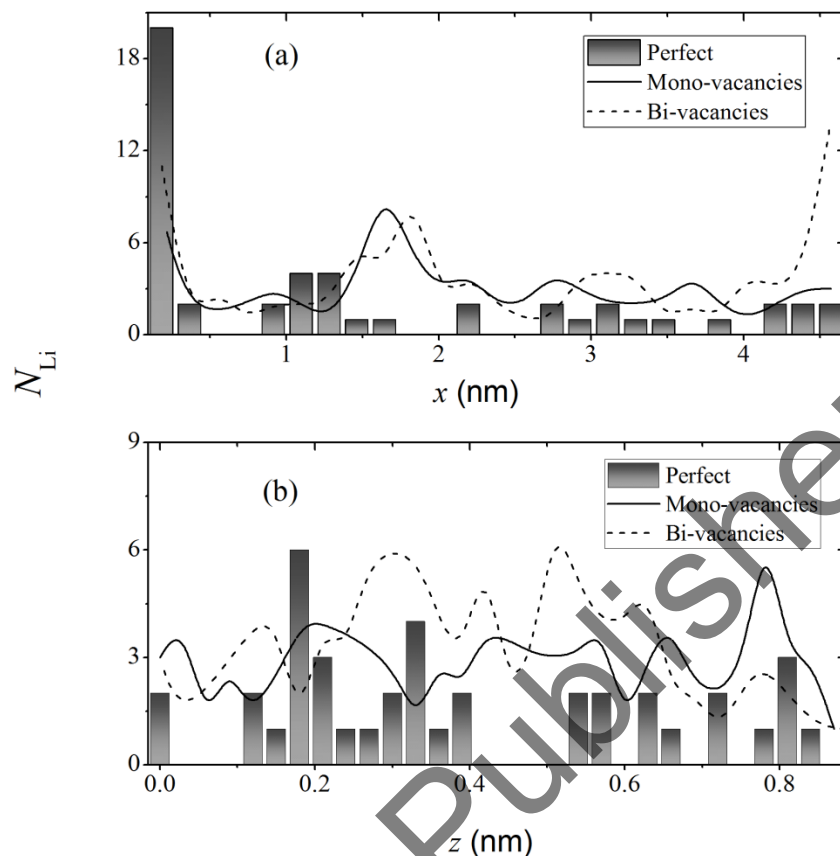 18
12
6
0
(a)
Perfect
Mono-vacancies
Bi-vacancies
1
2
3
4
x (nm)
N_Li
9
6
3
0
(b)
Perfect
Mono-vacancies
Bi-vacancies
0.0
0.2
0.4
0.6
0.8
z (nm)
Publishe